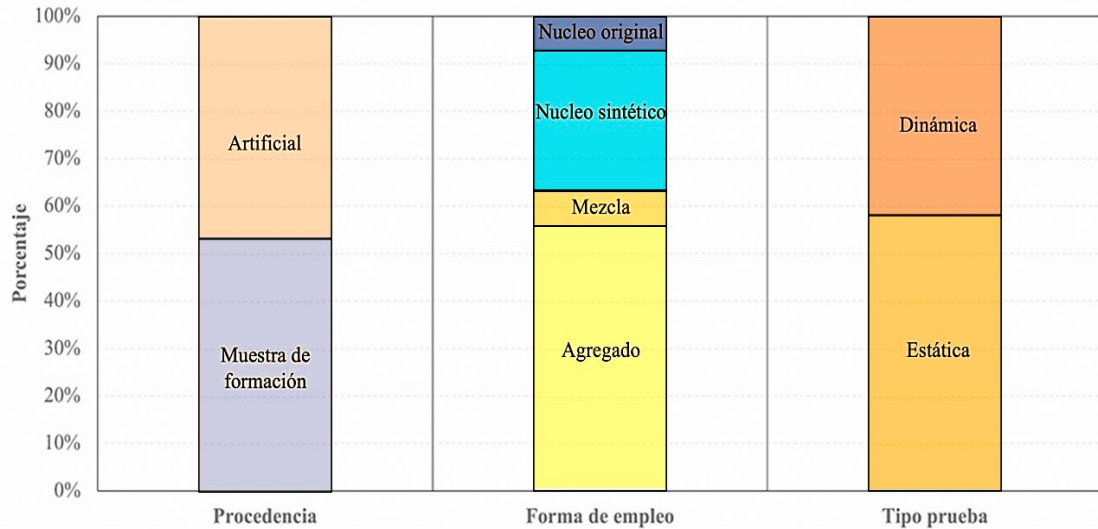 100%
90%
80%
70%
60%
50%
40%
30%
20%
10%
0%
Porcentaje
Artificial
Muestra de
formación
Nucleo original
Nucleo sintético
Mezcla
Agregado
Dinámica
Estática
Procedencia
Forma de empleo
Tipo prueba